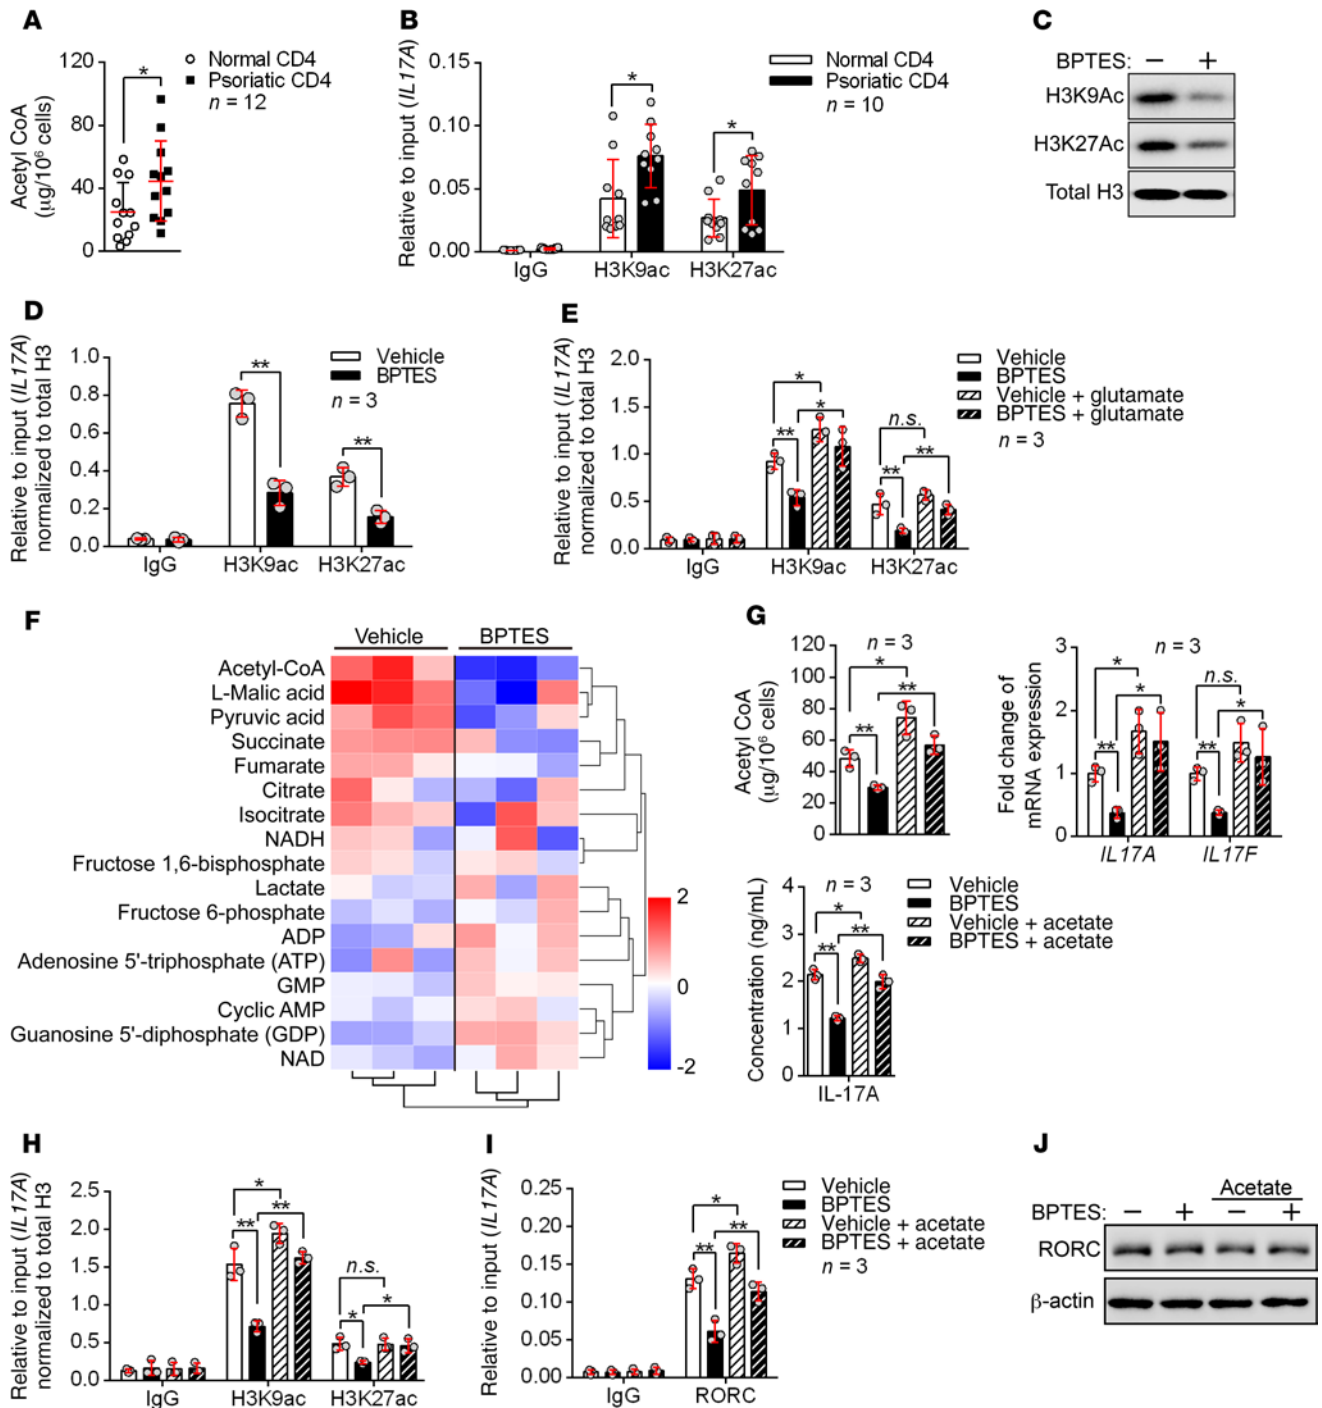 A
Acetyl CoA
(μg/10⁶ cells)
120
80
40
0
*
Normal CD4
Psoriatic CD4
n = 12
B
Relative to input (IL17A)
0.15
0.10
0.05
0.00
*
*
IgG
H3K9ac
H3K27ac
Normal CD4
Psoriatic CD4
n = 10
C
BPTES: − +
H3K9Ac
H3K27Ac
Total H3
D
Relative to input (IL17A)
normalized to total H3
1.0
0.8
0.6
0.4
0.2
0.0
**
**
IgG
H3K9ac
H3K27ac
Vehicle
BPTES
n = 3
E
Relative to input (IL17A)
normalized to total H3
2.0
1.5
1.0
0.5
0.0
*
*
**
n.s.
**
**
IgG
H3K9ac
H3K27ac
Vehicle
BPTES
Vehicle + glutamate
BPTES + glutamate
n = 3
F
Vehicle
BPTES
Acetyl-CoA
L-Malic acid
Pyruvic acid
Succinate
Fumarate
Citrate
Isocitrate
NADH
Fructose 1,6-bisphosphate
Lactate
Fructose 6-phosphate
ADP
Adenosine 5'-triphosphate (ATP)
GMP
Cyclic AMP
Guanosine 5'-diphosphate (GDP)
NAD
2
0
-2
G
Acetyl CoA
(μg/10⁶ cells)
120
100
80
60
40
20
0
n = 3
*
**
**
Fold change of
mRNA expression
3
2
1
0
n = 3
*
*
**
n.s.
*
**
IL17A
IL17F
Concentration (ng/mL)
4
3
2
1
0
n = 3
*
**
**
IL-17A
Vehicle
BPTES
Vehicle + acetate
BPTES + acetate
H
Relative to input (IL17A)
normalized to total H3
2.5
2.0
1.5
1.0
0.5
0.0
*
**
**
n.s.
*
*
IgG
H3K9ac
H3K27ac
I
Relative to input (IL17A)
0.25
0.20
0.15
0.10
0.05
0.00
*
**
**
IgG
RORC
Vehicle
BPTES
Vehicle + acetate
BPTES + acetate
n = 3
J
Acetate
BPTES: − + − +
RORC
β-actin